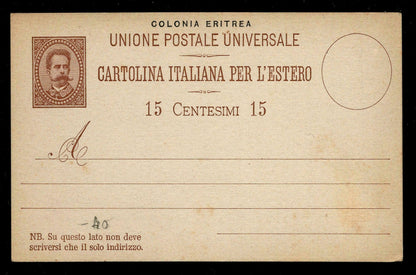 COLONIA ERITREA
UNIONE POSTALE UNIVERSALE
CARTOLINA ITALIANA PER L'ESTERO
15 CENTESIMI 15
A
-40
NB. Su questo lato non deve
scriversi che il solo indirizzo.